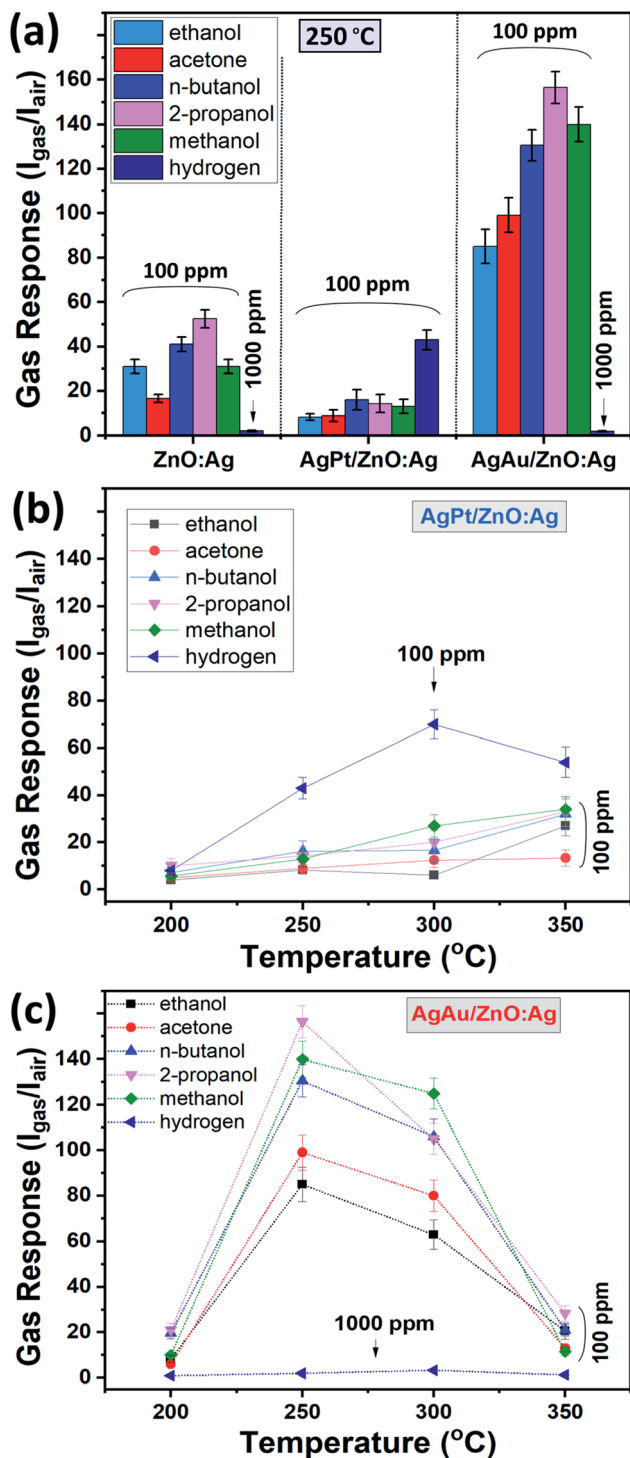 (a)
250 °C
ethanol
acetone
n-butanol
2-propanol
methanol
hydrogen
100 ppm
100 ppm
100 ppm
1000 ppm
1000 ppm
Gas Response (Igas/Iair)
160
140
120
100
80
60
40
20
0
ZnO:Ag
AgPt/ZnO:Ag
AgAu/ZnO:Ag
(b)
AgPt/ZnO:Ag
ethanol
acetone
n-butanol
2-propanol
methanol
hydrogen
100 ppm
100 ppm
Gas Response (Igas/Iair)
160
140
120
100
80
60
40
20
0
200
250
300
350
Temperature (oC)
(c)
AgAu/ZnO:Ag
ethanol
acetone
n-butanol
2-propanol
methanol
hydrogen
1000 ppm
100 ppm
Gas Response (Igas/Iair)
140
120
100
80
60
40
20
0
200
250
300
350
Temperature (oC)